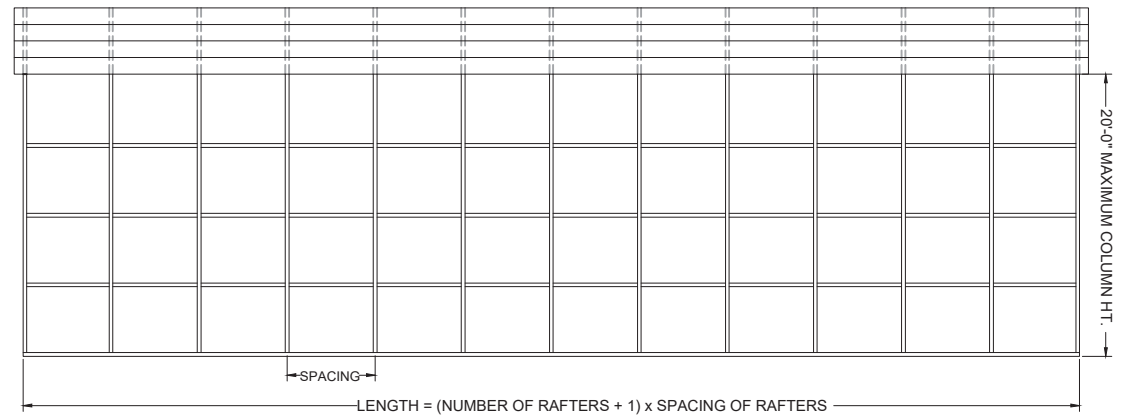 20'-0" MAXIMUM COLUMN HT.
SPACING
LENGTH = (NUMBER OF RAFTERS + 1) x SPACING OF RAFTERS